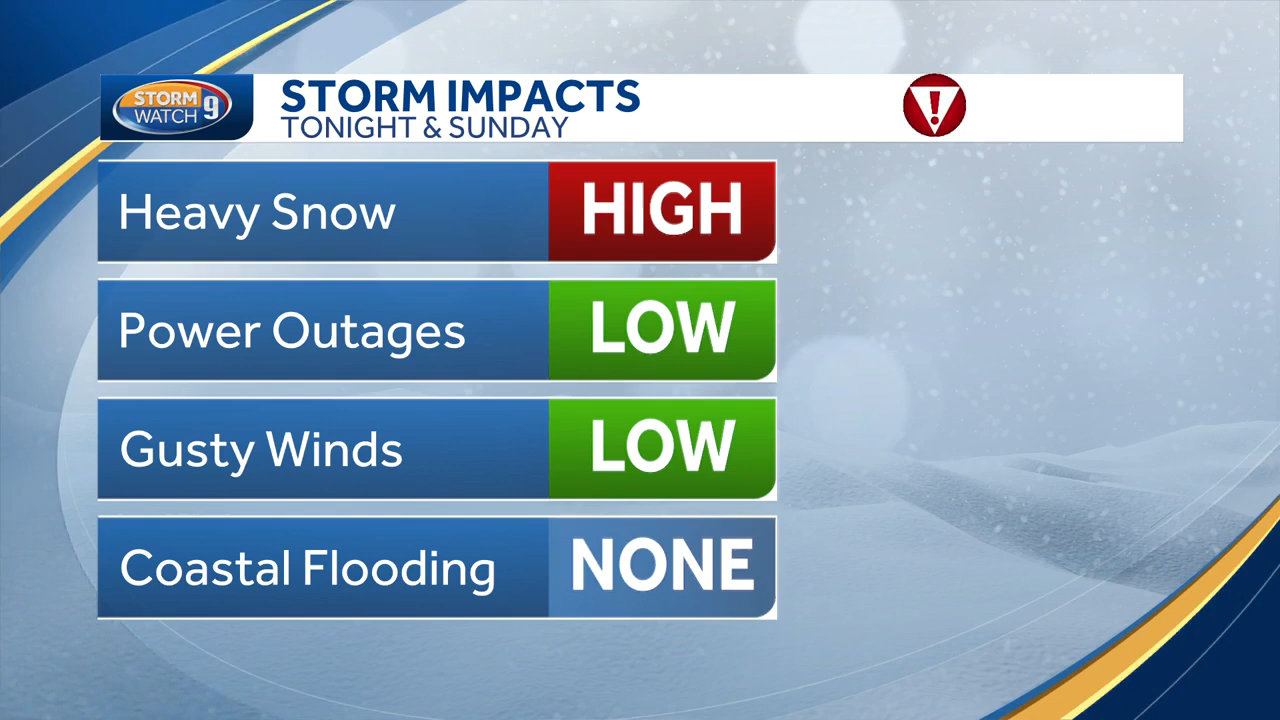 STORM
WATCH 9
STORM IMPACTS
TONIGHT & SUNDAY
!
Heavy Snow HIGH
Power Outages LOW
Gusty Winds LOW
Coastal Flooding NONE